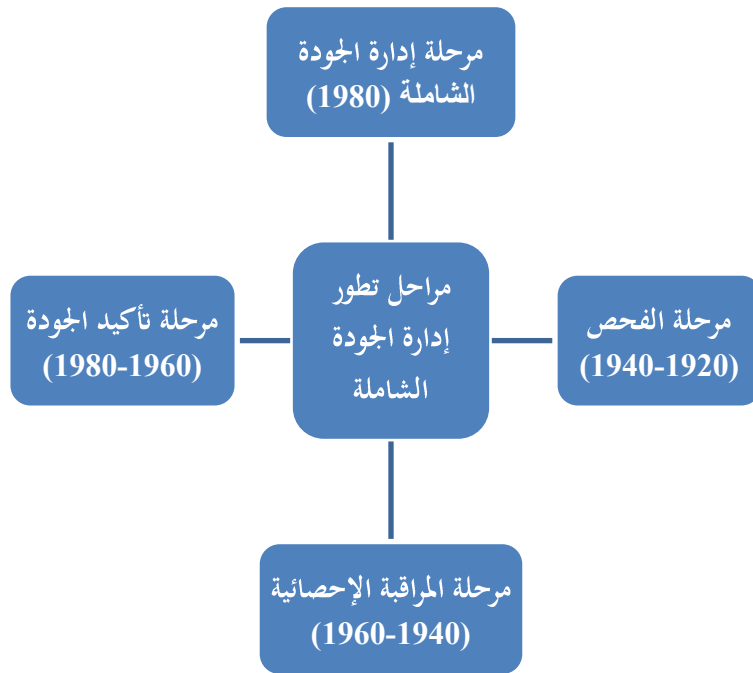 مرحلة إدارة الجودة
الشاملة (1980)
مراحل تطور
إدارة الجودة
الشاملة
مرحلة الفحص
(1940-1920)
مرحلة تأكيد الجودة
(1980-1960)
مرحلة المراقبة الإحصائية
(1960-1940)